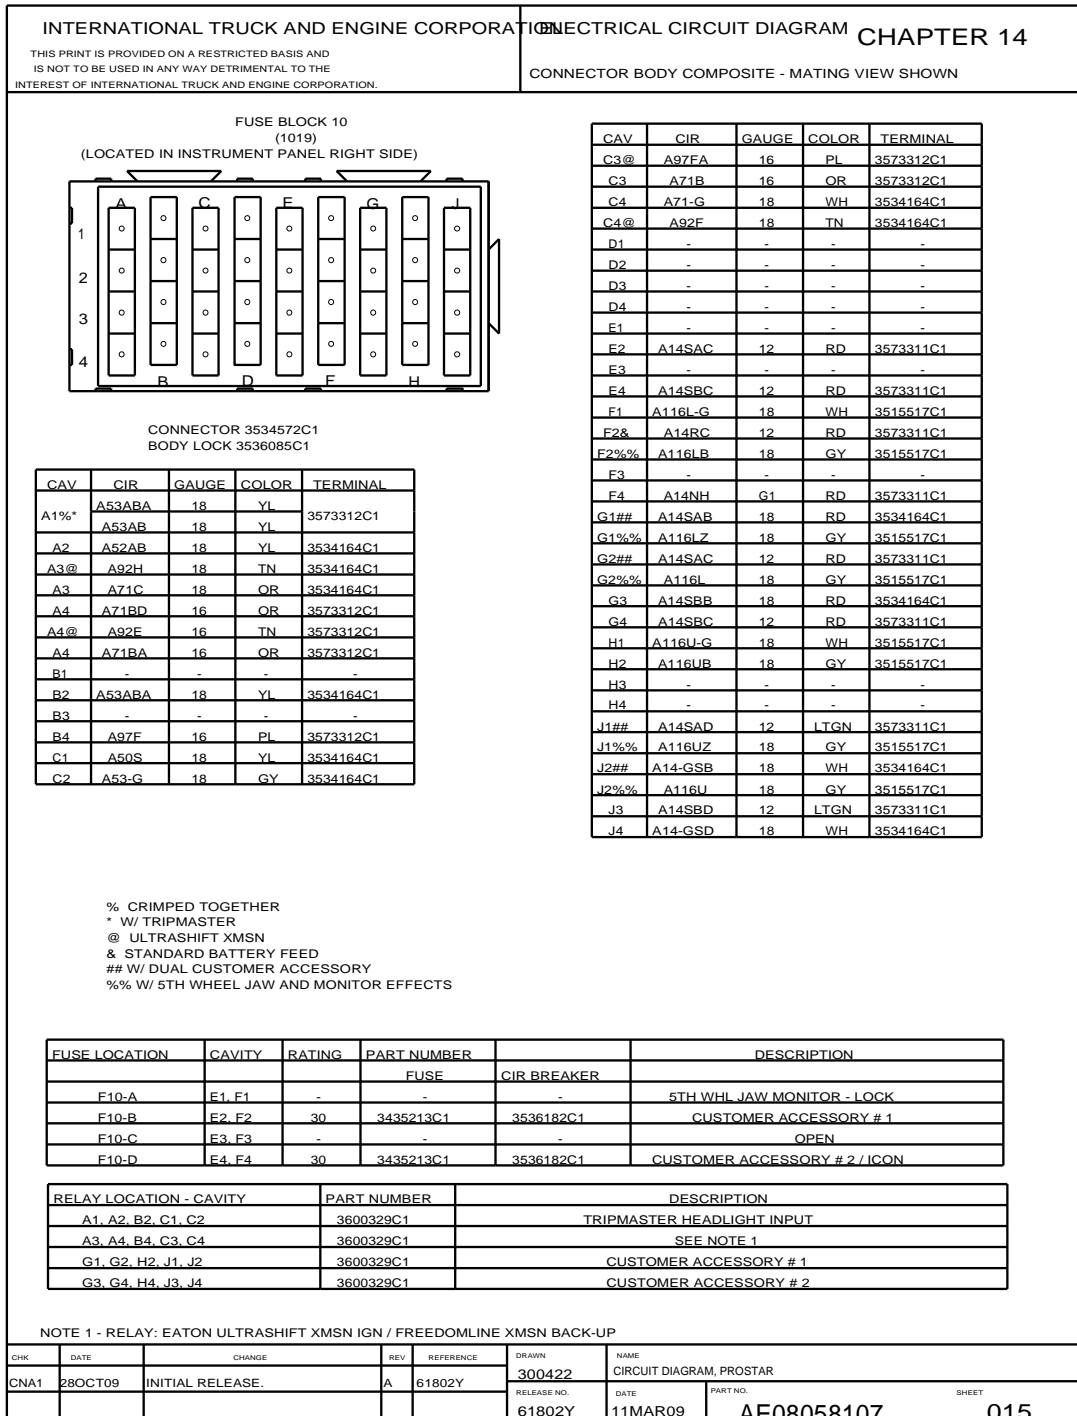 INTERNATIONAL TRUCK AND ENGINE CORPORATION
THIS PRINT IS PROVIDED ON A RESTRICTED BASIS AND
IS NOT TO BE USED IN ANY WAY DETRIMENTAL TO THE
INTEREST OF INTERNATIONAL TRUCK AND ENGINE CORPORATION.
ELECTRICAL CIRCUIT DIAGRAM CHAPTER 14
CONNECTOR BODY COMPOSITE - MATING VIEW SHOWN
FUSE BLOCK 10
(1019)
(LOCATED IN INSTRUMENT PANEL RIGHT SIDE)
A C E G J
1
2
3
4
B D F H
CONNECTOR 3534572C1
BODY LOCK 3536085C1
CAV CIR GAUGE COLOR TERMINAL
A1%* A53ABA 18 YL 3573312C1
A53AB 18 YL
A2 A52AB 18 YL 3534164C1
A3@ A92H 18 TN 3534164C1
A3 A71C 18 OR 3534164C1
A4 A71BD 16 OR 3573312C1
A4@ A92E 16 TN 3573312C1
A4 A71BA 16 OR 3573312C1
B1 - - - -
B2 A53ABA 18 YL 3534164C1
B3 - - - -
B4 A97F 16 PL 3573312C1
C1 A50S 18 YL 3534164C1
C2 A53-G 18 GY 3534164C1
CAV CIR GAUGE COLOR TERMINAL
C3@ A97FA 16 PL 3573312C1
C3 A71B 16 OR 3573312C1
C4 A71-G 18 WH 3534164C1
C4@ A92F 18 TN 3534164C1
D1 - - - -
D2 - - - -
D3 - - - -
D4 - - - -
E1 - - - -
E2 A14SAC 12 RD 3573311C1
E3 - - - -
E4 A14SBC 12 RD 3573311C1
F1 A116L-G 18 WH 3515517C1
F2& A14RC 12 RD 3573311C1
F2%% A116LB 18 GY 3515517C1
F3 - - - -
F4 A14NH G1 RD 3573311C1
G1## A14SAB 18 RD 3534164C1
G1%% A116LZ 18 GY 3515517C1
G2## A14SAC 12 RD 3573311C1
G2%% A116L 18 GY 3515517C1
G3 A14SBB 18 RD 3534164C1
G4 A14SBC 12 RD 3573311C1
H1 A116U-G 18 WH 3515517C1
H2 A116UB 18 GY 3515517C1
H3 - - - -
H4 - - - -
J1## A14SAD 12 LTGN 3573311C1
J1%% A116UZ 18 GY 3515517C1
J2## A14-GSB 18 WH 3534164C1
J2%% A116U 18 GY 3515517C1
J3 A14SBD 12 LTGN 3573311C1
J4 A14-GSD 18 WH 3534164C1
% CRIMPED TOGETHER
* W/ TRIPMASTER
@ ULTRASHIFT XMSN
& STANDARD BATTERY FEED
## W/ DUAL CUSTOMER ACCESSORY
%% W/ 5TH WHEEL JAW AND MONITOR EFFECTS
FUSE LOCATION CAVITY RATING PART NUMBER DESCRIPTION
FUSE CIR BREAKER
F10-A E1, F1 - - - 5TH WHL JAW MONITOR - LOCK
F10-B E2, F2 30 3435213C1 3536182C1 CUSTOMER ACCESSORY # 1
F10-C E3, F3 - - - OPEN
F10-D E4, F4 30 3435213C1 3536182C1 CUSTOMER ACCESSORY # 2 / ICON
RELAY LOCATION - CAVITY PART NUMBER DESCRIPTION
A1, A2, B2, C1, C2 3600329C1 TRIPMASTER HEADLIGHT INPUT
A3, A4, B4, C3, C4 3600329C1 SEE NOTE 1
G1, G2, H2, J1, J2 3600329C1 CUSTOMER ACCESSORY # 1
G3, G4, H4, J3, J4 3600329C1 CUSTOMER ACCESSORY # 2
NOTE 1 - RELAY: EATON ULTRASHIFT XMSN IGN / FREEDOMLINE XMSN BACK-UP
CHK DATE CHANGE REV REFERENCE DRAWN NAME
CNA1 28OCT09 INITIAL RELEASE. A 61802Y 300422 CIRCUIT DIAGRAM, PROSTAR
RELEASE NO. DATE PART NO. SHEET
61802Y 11MAR09 AE08058107 015